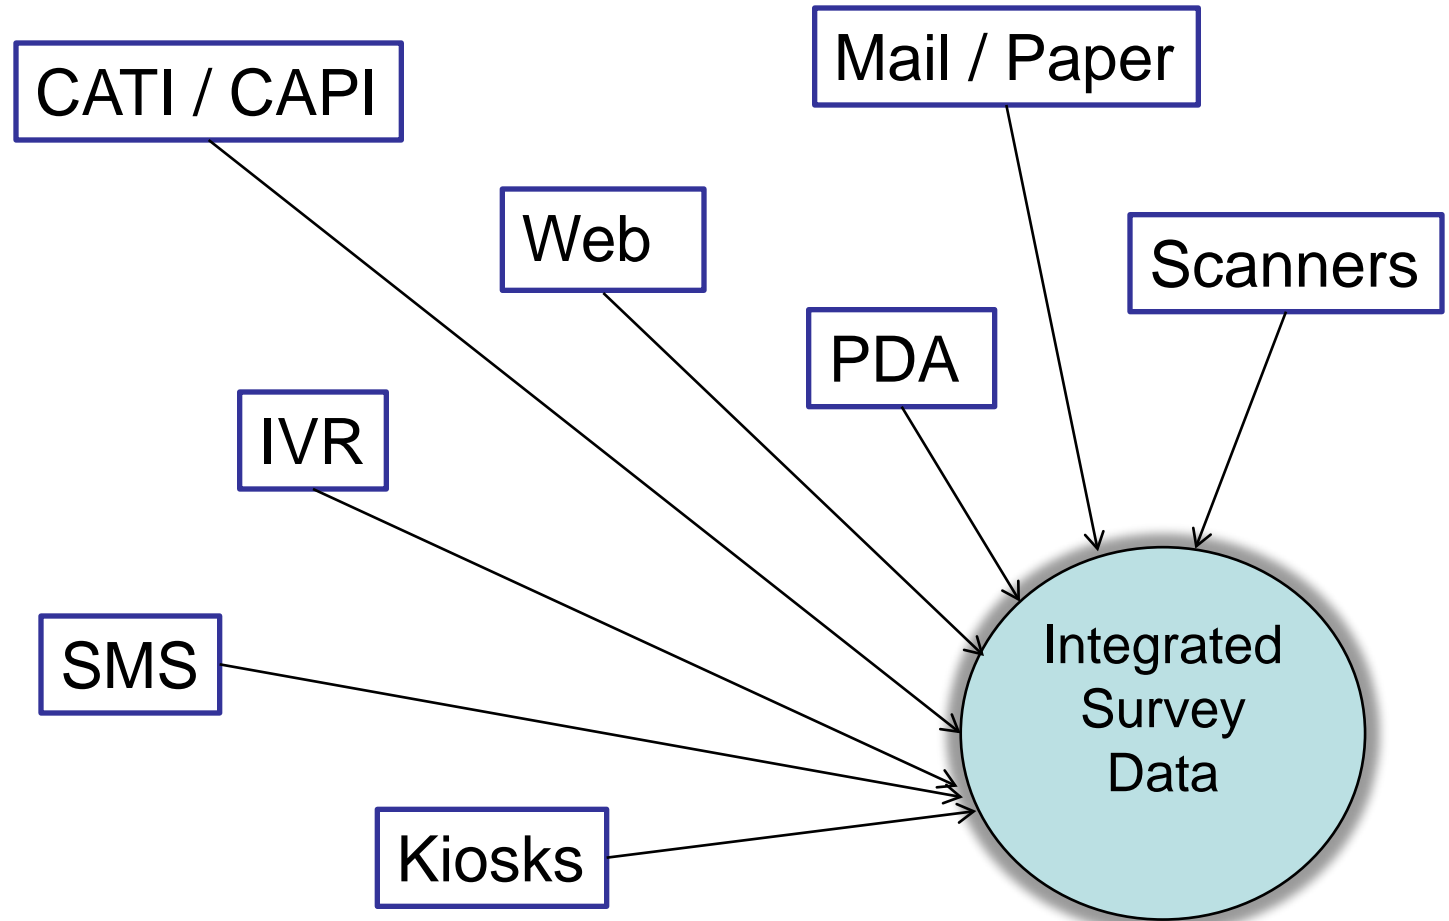 Mail / Paper
CATI / CAPI
Web
Scanners
PDA
IVR
SMS
Integrated
Survey
Data
Kiosks